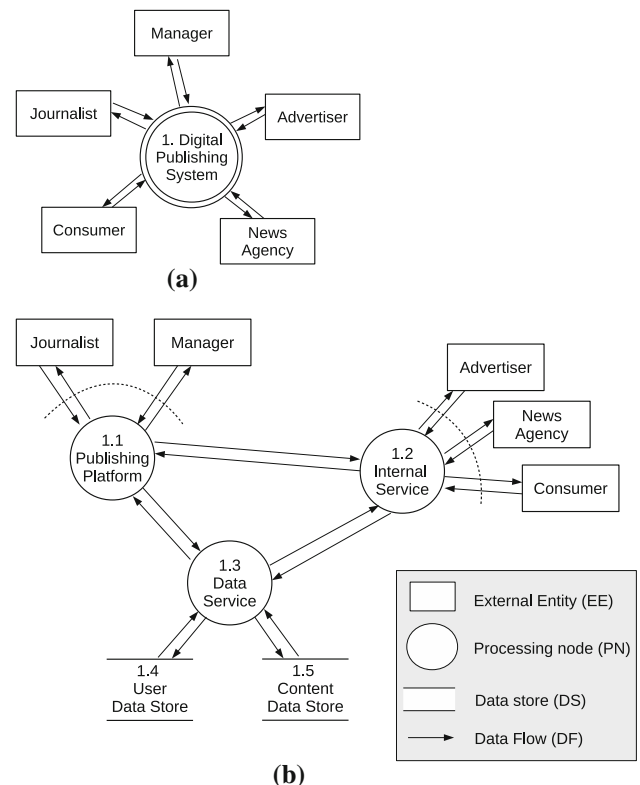 Manager
Journalist
Advertiser
1. Digital
Publishing
System
Consumer
News
Agency
(a)
Journalist
Manager
Advertiser
News
Agency
Consumer
1.1
Publishing
Platform
1.2
Internal
Service
1.3
Data
Service
1.4
User
Data Store
1.5
Content
Data Store
External Entity (EE)
Processing node (PN)
Data store (DS)
Data Flow (DF)
(b)